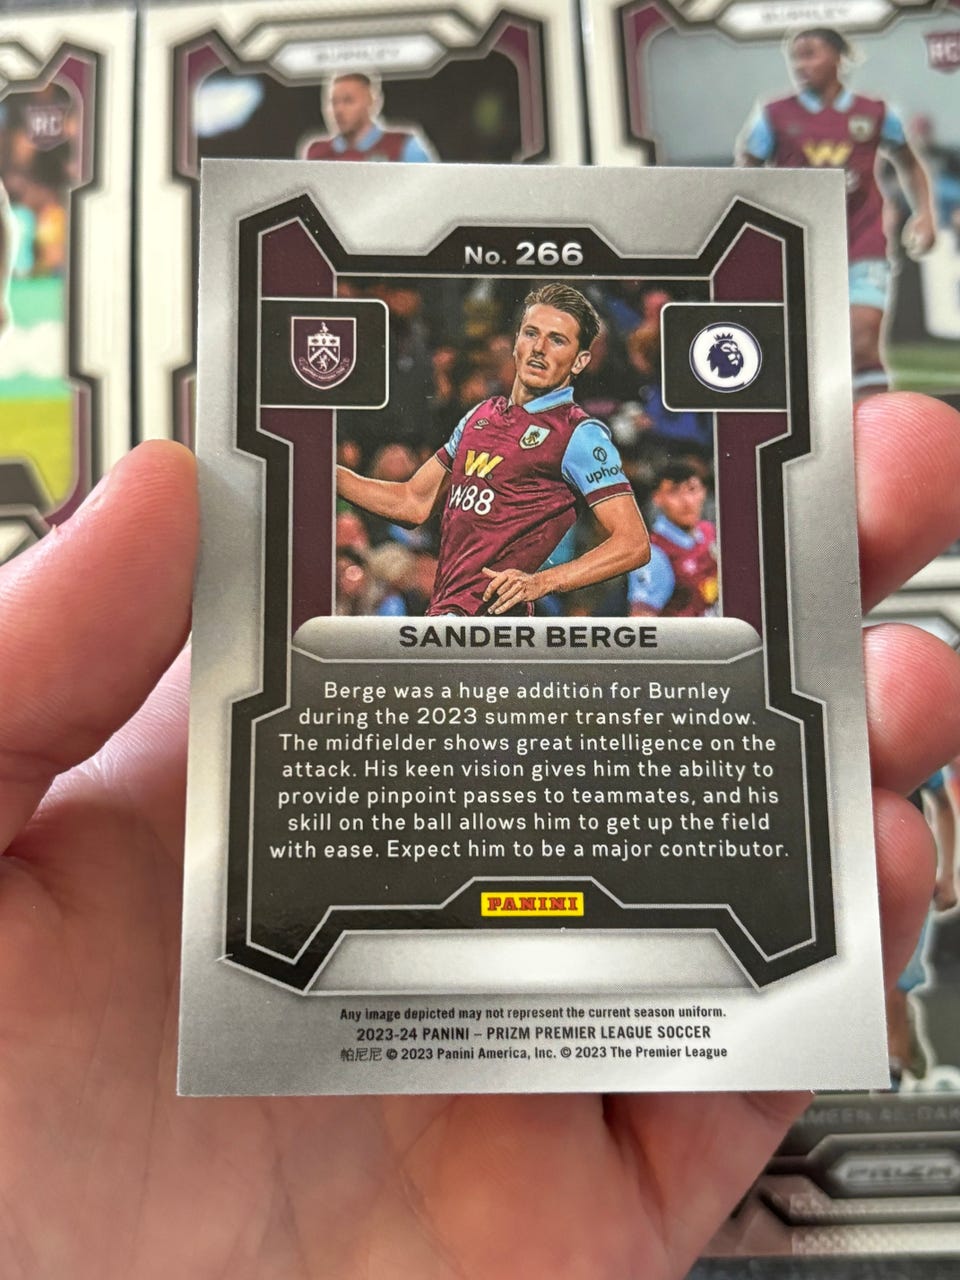 BURNLEY
BURNLEY
RC
RC
No. 266
W
W88
uphol
SANDER BERGE
Berge was a huge addition for Burnley
during the 2023 summer transfer window.
The midfielder shows great intelligence on the
attack. His keen vision gives him the ability to
provide pinpoint passes to teammates, and his
skill on the ball allows him to get up the field
with ease. Expect him to be a major contributor.
PANINI
Any image depicted may not represent the current season uniform.
2023-24 PANINI – PRIZM PREMIER LEAGUE SOCCER
帕尼尼 © 2023 Panini America, Inc. © 2023 The Premier League
PRIZM